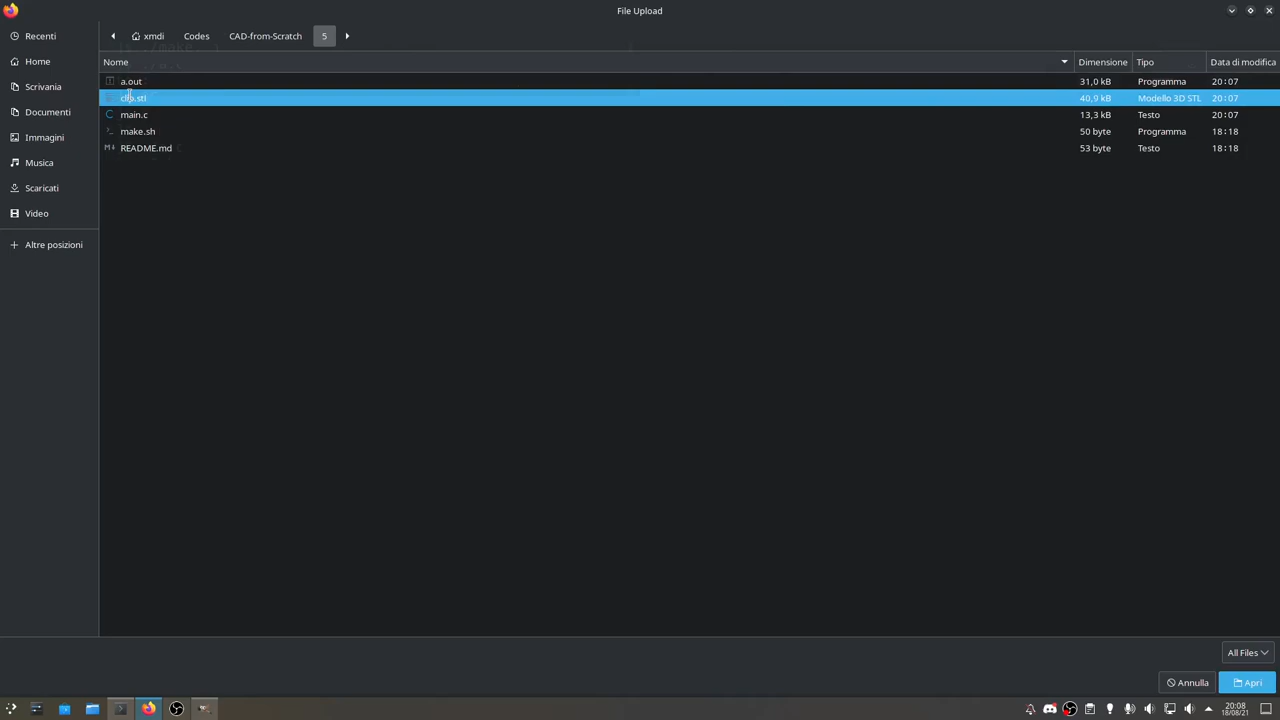 File Upload
Recenti
Home
Scrivania
Documenti
Immagini
Musica
Scaricati
Video
Altre posizioni
xmdi Codes CAD-from-Scratch 5
Nome Dimensione Tipo Data di modifica
a.out 31,0 kB Programma 20:07
clip.stl 40,9 kB Modello 3D STL 20:07
main.c 13,3 kB Testo 20:07
make.sh 50 byte Programma 18:18
README.md 53 byte Testo 18:18
All Files
Annulla Apri
20:08
18/08/21